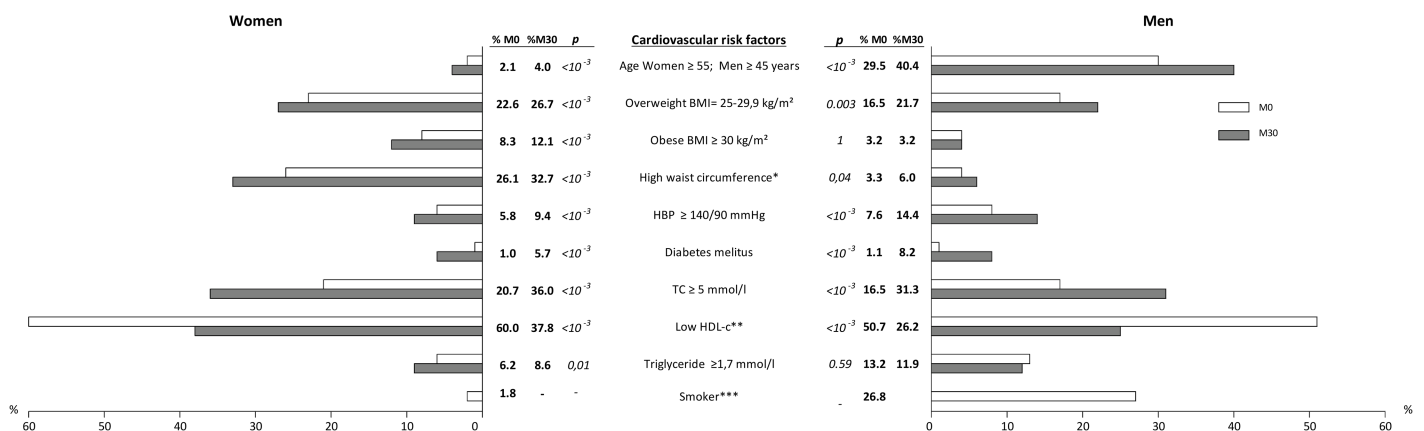 Women
Men
% M0 %M30 p Cardiovascular risk factors p % M0 %M30
2.1 4.0 <10⁻³ Age Women ≥ 55; Men ≥ 45 years <10⁻³ 29.5 40.4
22.6 26.7 <10⁻³ Overweight BMI= 25-29,9 kg/m² 0.003 16.5 21.7
M0
8.3 12.1 <10⁻³ Obese BMI ≥ 30 kg/m² 1 3.2 3.2
M30
26.1 32.7 <10⁻³ High waist circumference* 0,04 3.3 6.0
5.8 9.4 <10⁻³ HBP ≥ 140/90 mmHg <10⁻³ 7.6 14.4
1.0 5.7 <10⁻³ Diabetes melitus <10⁻³ 1.1 8.2
20.7 36.0 <10⁻³ TC ≥ 5 mmol/l <10⁻³ 16.5 31.3
60.0 37.8 <10⁻³ Low HDL-c** <10⁻³ 50.7 26.2
6.2 8.6 0,01 Triglyceride ≥1,7 mmol/l 0.59 13.2 11.9
1.8 - - Smoker*** - 26.8
% 60 50 40 30 20 10 0 0 10 20 30 40 50 60 %